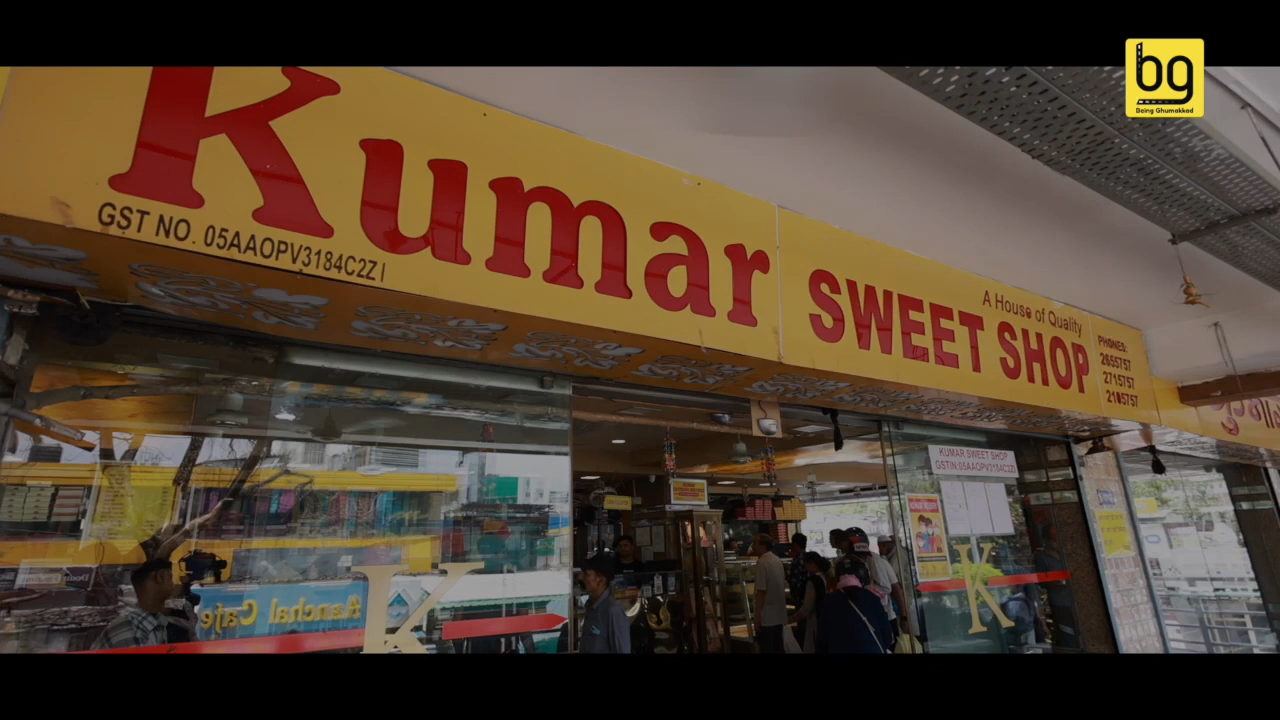 bg
Being Ghumakkad
Kumar
GST NO. 05AAOPV3184C2Z1
A House of Quality
SWEET SHOP
PHONES:
2655757
2715757
2105757
KUMAR SWEET SHOP
GSTIN:05AAOPV3184C2Z1
K
K
Aanchal Cafe